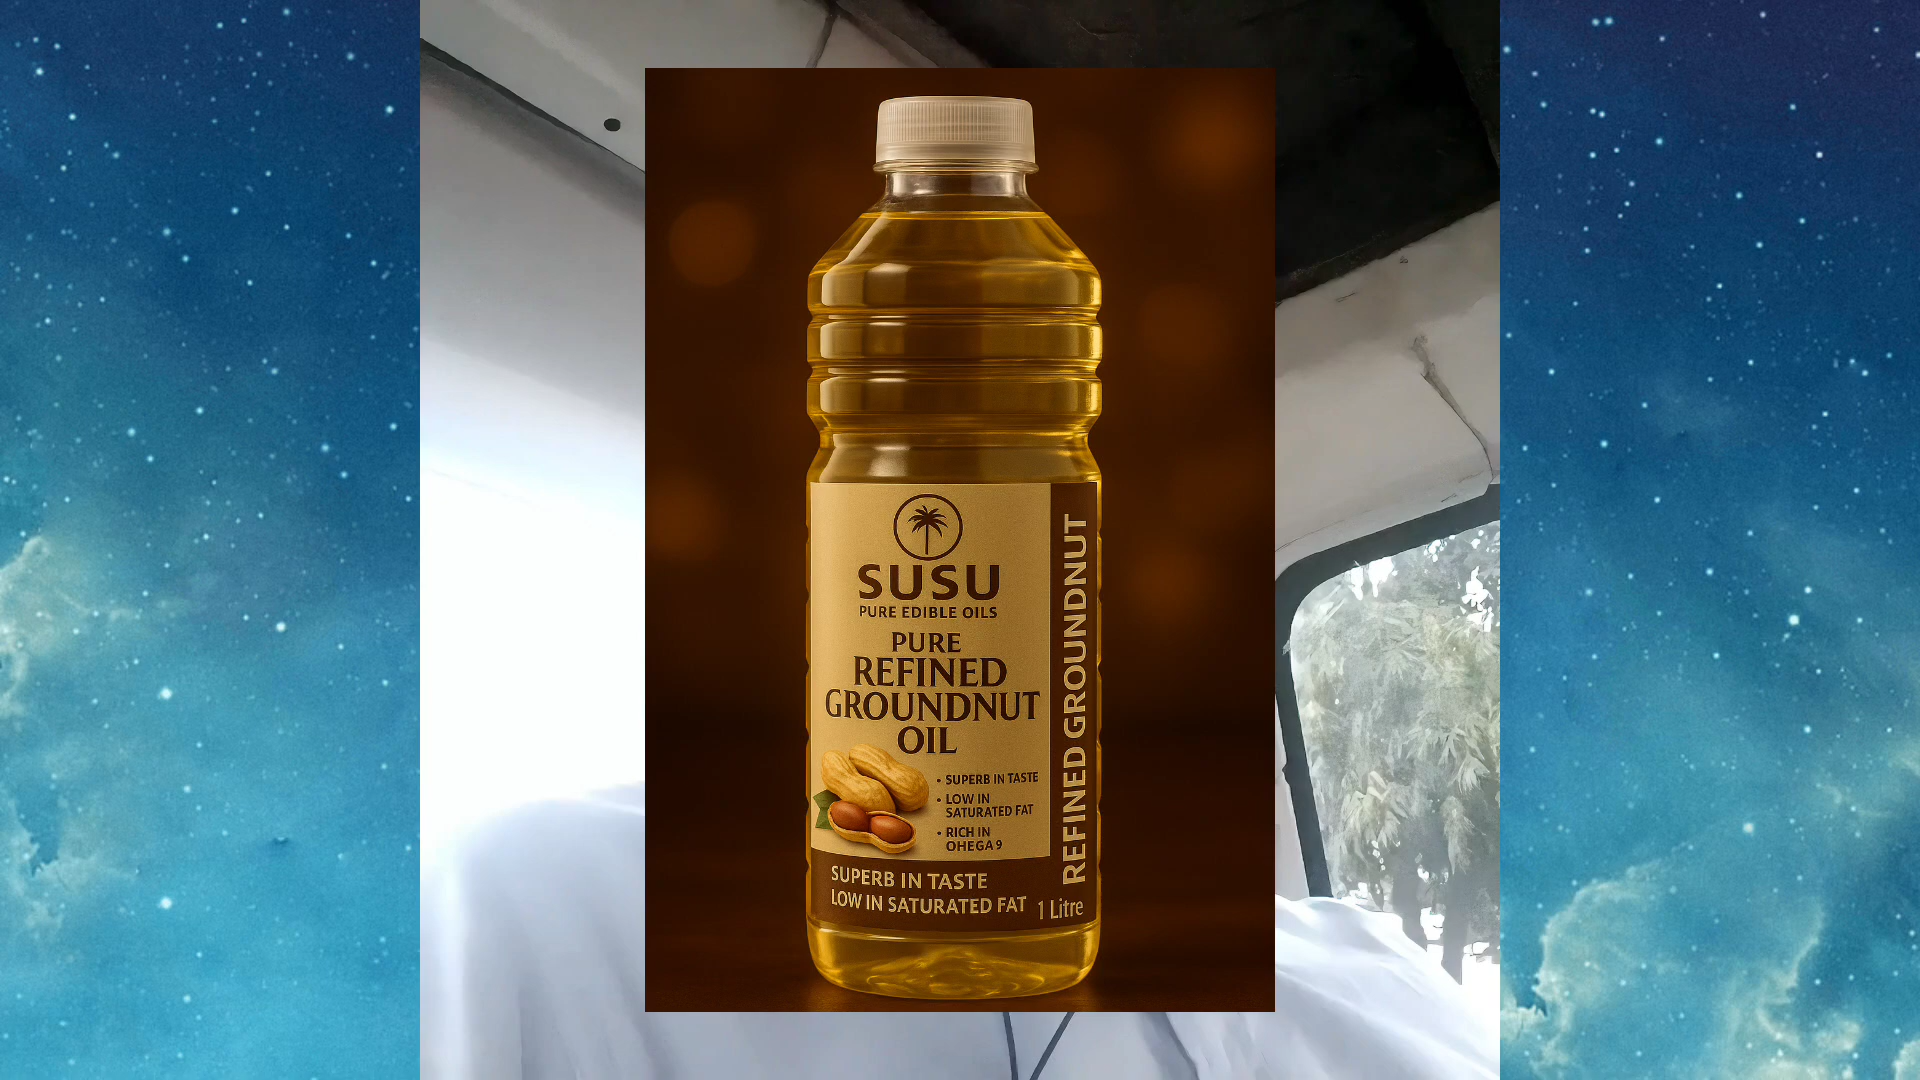 SUSU
PURE EDIBLE OILS
PURE
REFINED
GROUNDNUT
OIL
• SUPERB IN TASTE
• LOW IN
SATURATED FAT
• RICH IN
OHEGA 9
SUPERB IN TASTE
LOW IN SATURATED FAT
1 Litre
REFINED GROUNDNUT